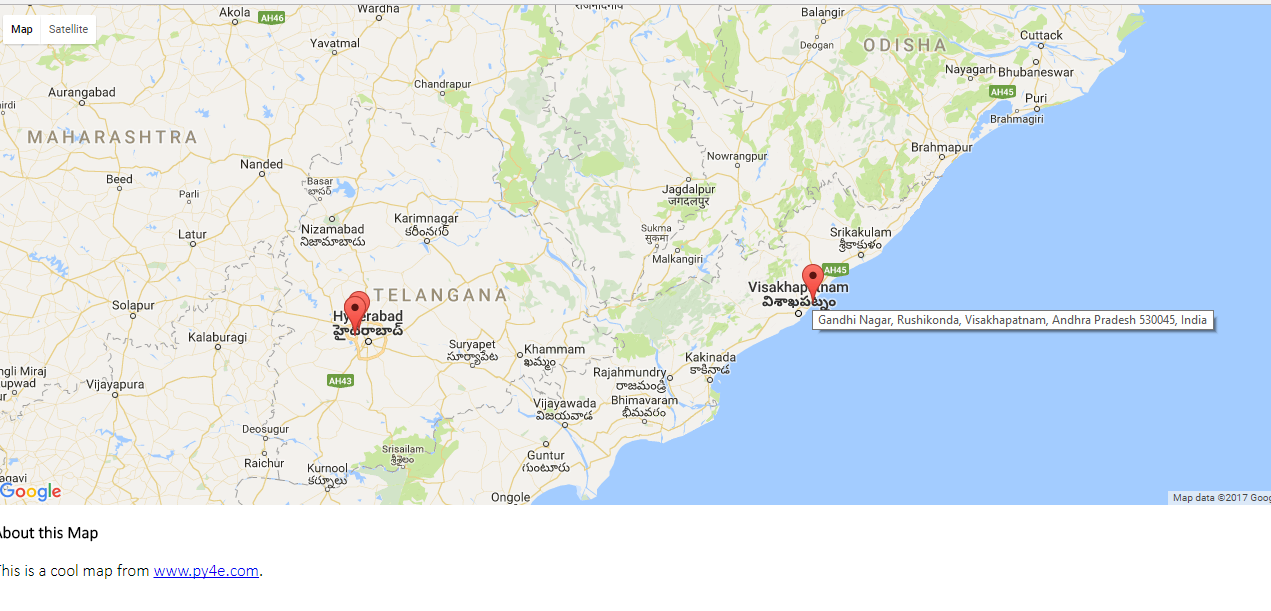 Map Satellite
Akola
AH46
Wardha
Balangir
Deogan
ODISHA
Cuttack
Yavatmal
Nayagarh
Bhubaneswar
Aurangabad
Chandrapur
AH45
Puri
Brahmagiri
MAHARASHTRA
Brahmapur
Nanded
Nowrangpur
Beed
Parli
Basar
బాసర్
Jagdalpur
जगदलपुर
Latur
Nizamabad
నిజామాబాదు
Karimnagar
కరీంనగర్
Sukma
सुकमा
Malkangiri
Srikakulam
శ్రీకాకుళం
AH45
Visakhapatnam
విశాఖపట్నం
Gandhi Nagar, Rushikonda, Visakhapatnam, Andhra Pradesh 530045, India
TELANGANA
Solapur
Hyderabad
హైదరాబాద్
Kalaburagi
Suryapet
సూర్యాపేట
Khammam
ఖమ్మం
Kakinada
కాకినాడ
Rajahmundry
రాజమండ్రి
AH43
Vijayapura
Bhimavaram
భీమవరం
Vijayawada
విజయవాడ
Deosugur
Raichur
Srisailam
శ్రీశైలం
Guntur
గుంటూరు
Kurnool
కర్నూలు
Ongole
Google
Map data ©2017 Goog
About this Map
This is a cool map from www.py4e.com.